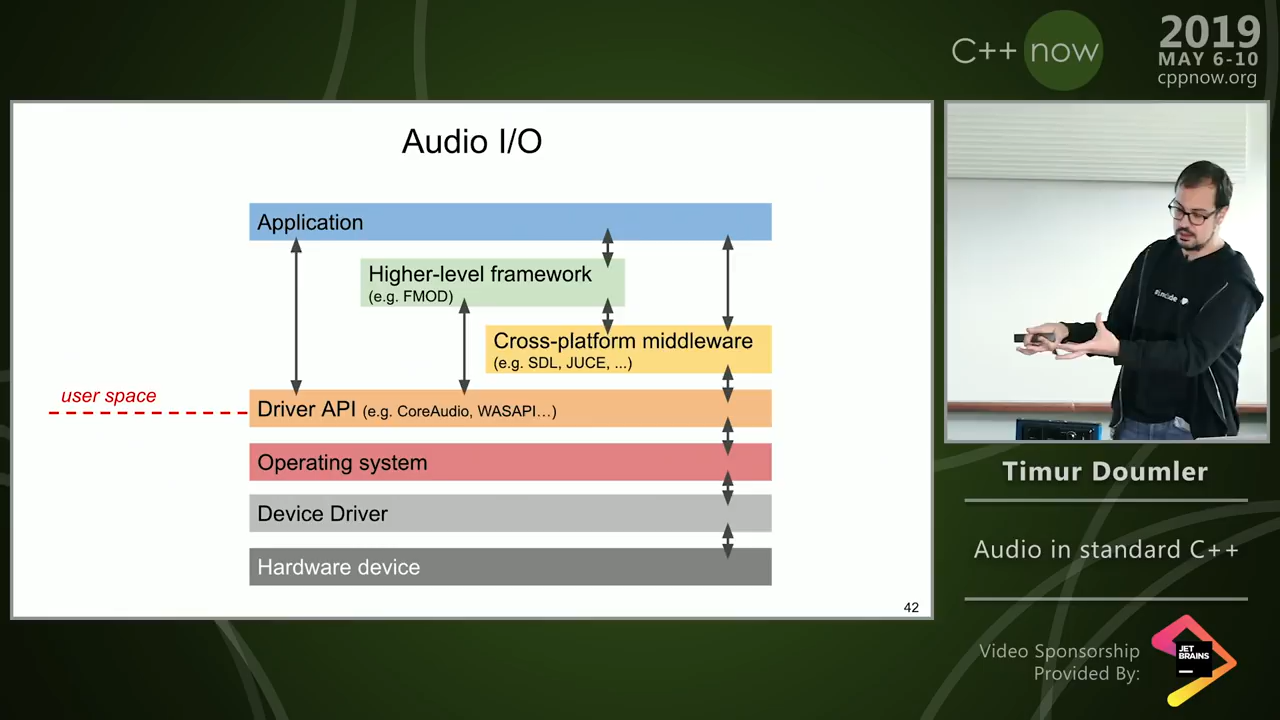 C++ now
2019
MAY 6-10
cppnow.org
Audio I/O
Application
Higher-level framework
(e.g. FMOD)
Cross-platform middleware
(e.g. SDL, JUCE, ...)
user space
Driver API (e.g. CoreAudio, WASAPI…)
Operating system
Device Driver
Hardware device
42
#include
Timur Doumler
Audio in standard C++
Video Sponsorship
Provided By:
JET
BRAINS